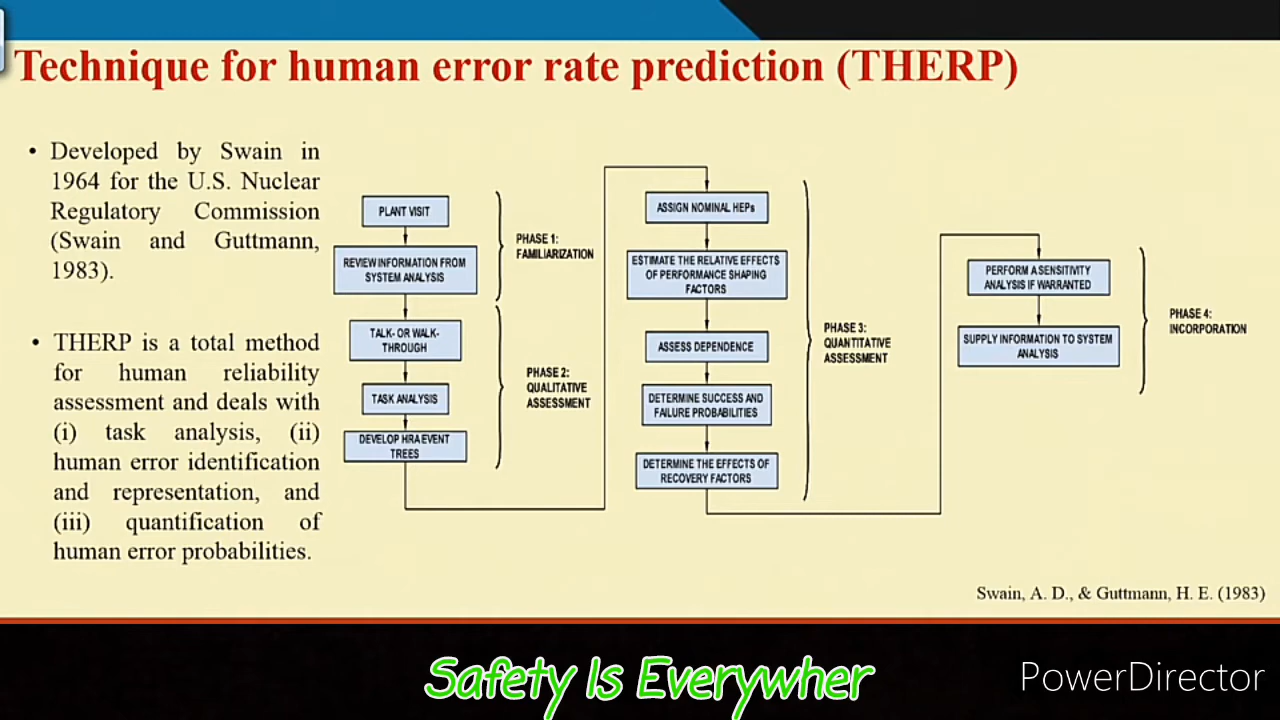 Technique for human error rate prediction (THERP)
• Developed by Swain in
1964 for the U.S. Nuclear
Regulatory Commission
(Swain and Guttmann,
1983).
• THERP is a total method
for human reliability
assessment and deals with
(i) task analysis, (ii)
human error identification
and representation, and
(iii) quantification of
human error probabilities.
PLANT VISIT
REVIEW INFORMATION FROM
SYSTEM ANALYSIS
PHASE 1:
FAMILIARIZATION
TALK- OR WALK-
THROUGH
TASK ANALYSIS
DEVELOP HRA EVENT
TREES
PHASE 2:
QUALITATIVE
ASSESSMENT
ASSIGN NOMINAL HEPs
ESTIMATE THE RELATIVE EFFECTS
OF PERFORMANCE SHAPING
FACTORS
ASSESS DEPENDENCE
DETERMINE SUCCESS AND
FAILURE PROBABILITIES
DETERMINE THE EFFECTS OF
RECOVERY FACTORS
PHASE 3:
QUANTITATIVE
ASSESSMENT
PERFORM A SENSITIVITY
ANALYSIS IF WARRANTED
SUPPLY INFORMATION TO SYSTEM
ANALYSIS
PHASE 4:
INCORPORATION
Swain, A. D., & Guttmann, H. E. (1983)
Safety Is Everywher
PowerDirector